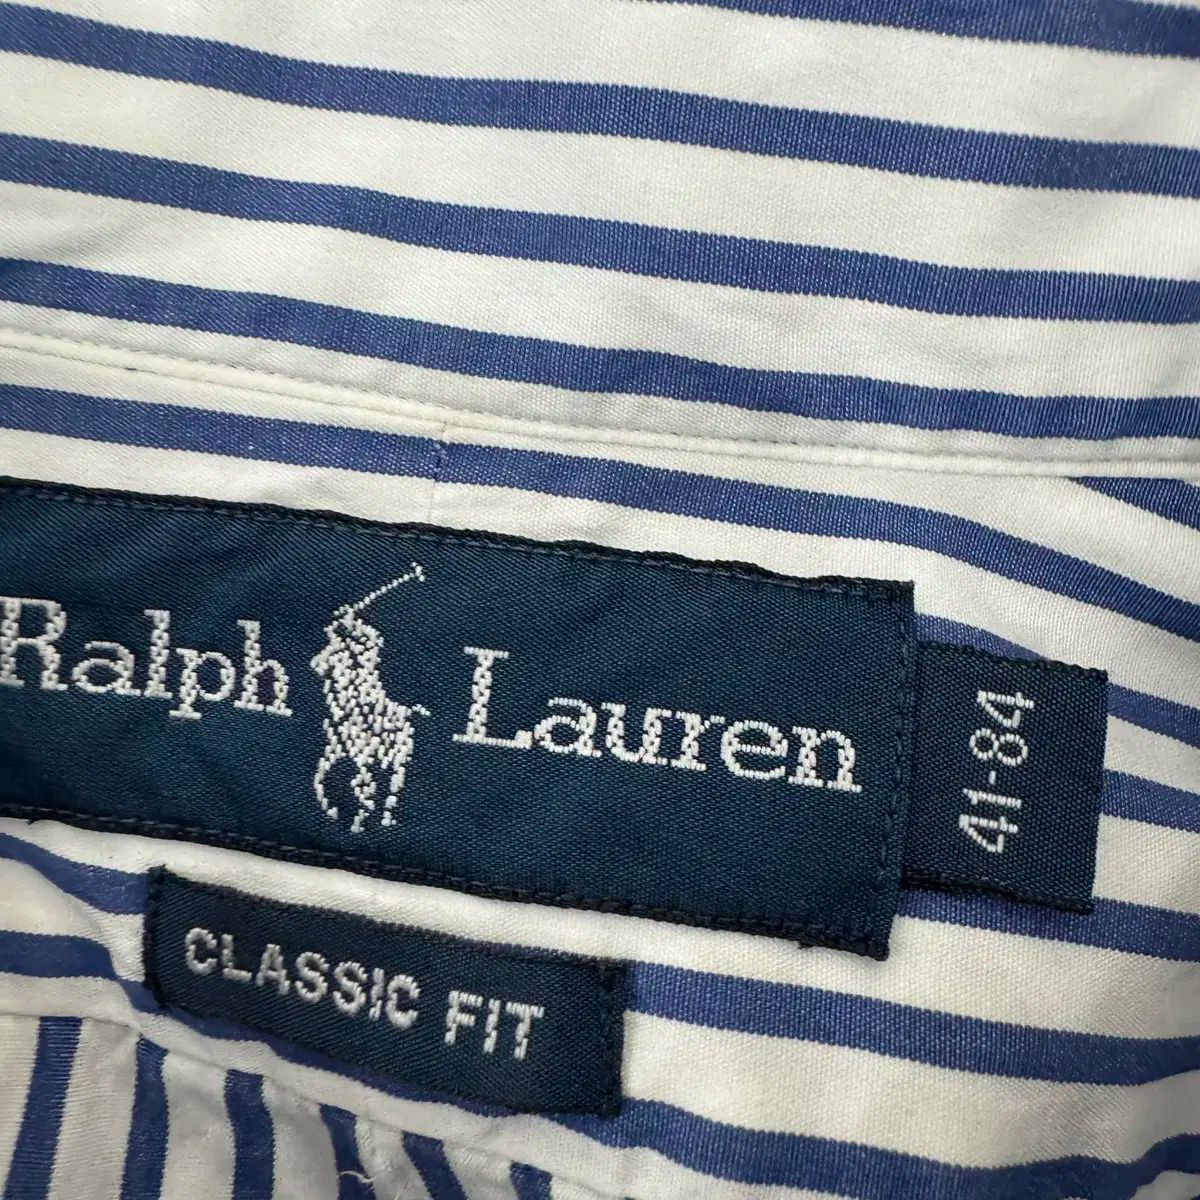 Ralph Lauren
41-84
CLASSIC FIT